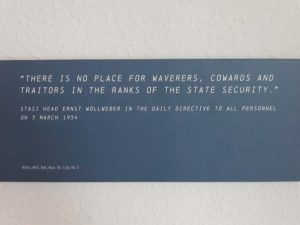 "THERE IS NO PLACE FOR WAVERERS, COWARDS AND
TRAITORS IN THE RANKS OF THE STATE SECURITY."
STASI HEAD ERNST WOLLWEBER IN THE DAILY DIRECTIVE TO ALL PERSONNEL
ON 5 MARCH 1954